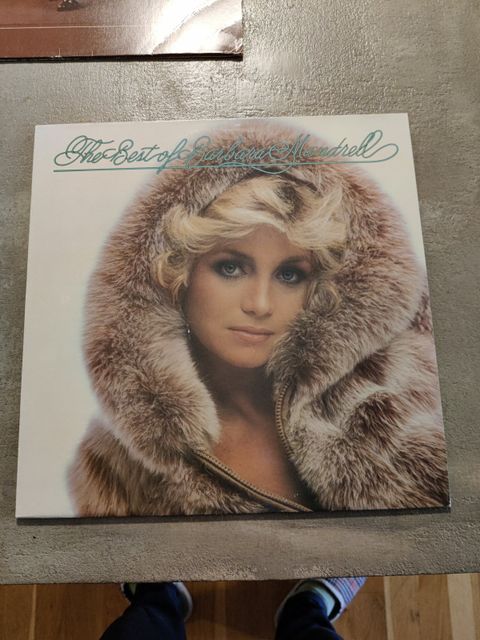 The Best of Barbara Mandrell